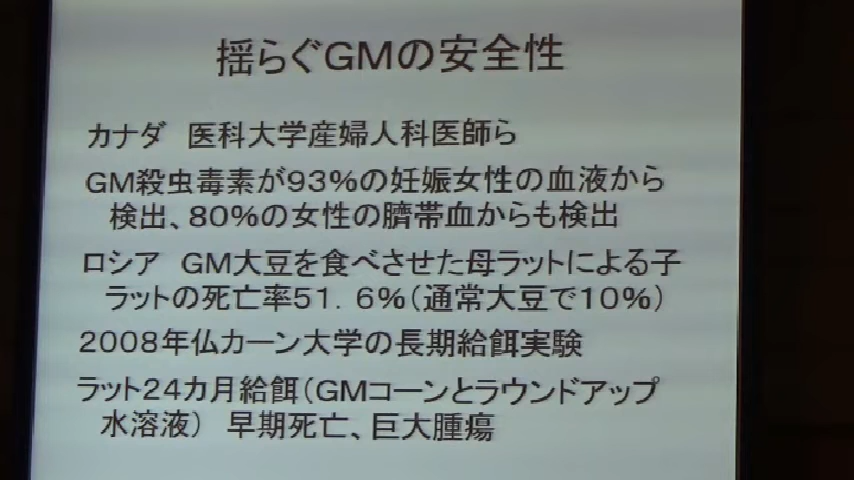 揺らぐGMの安全性
カナダ　医科大学産婦人科医師ら
GM殺虫毒素が93%の妊娠女性の血液から
検出、80%の女性の臍帯血からも検出
ロシア　GM大豆を食べさせた母ラットによる子
ラットの死亡率51．6%(通常大豆で10%)
2008年仏カーン大学の長期給餌実験
ラット24カ月給餌(GMコーンとラウンドアップ
水溶液)　早期死亡、巨大腫瘍